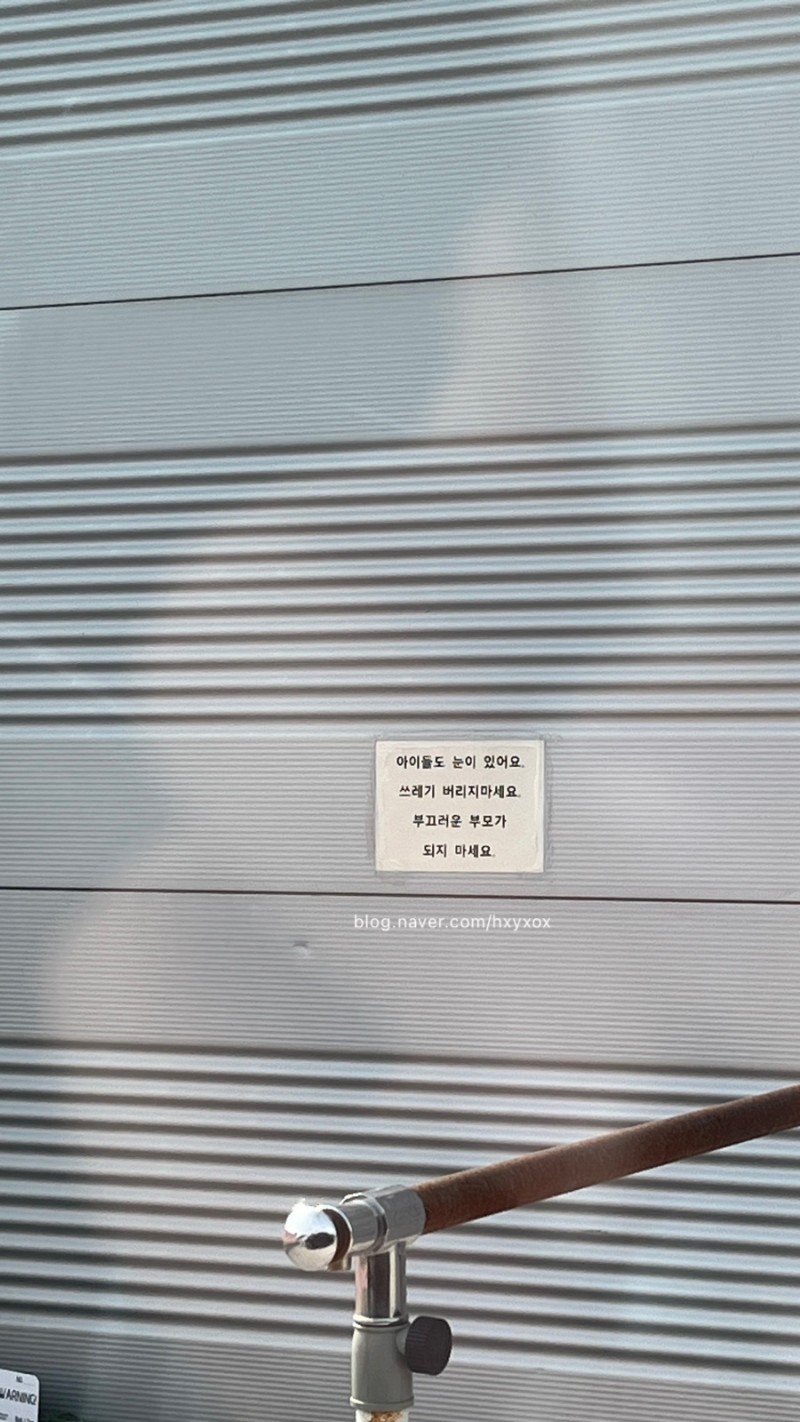 아이들도 눈이 있어요.
쓰레기 버리지마세요.
부끄러운 부모가
되지 마세요.
blog.naver.com/hxyxox
WARNING!